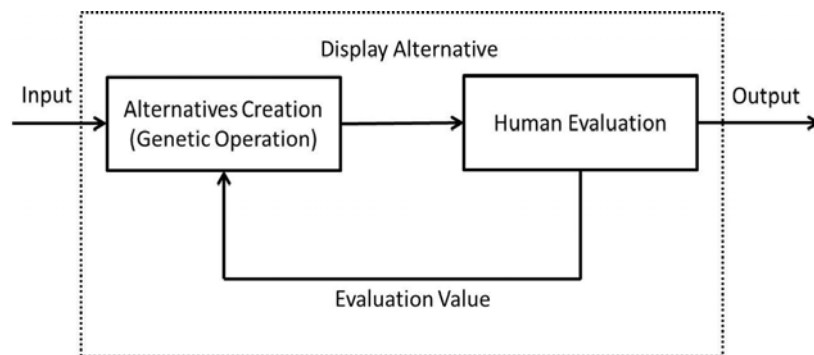 Display Alternative
Input
Alternatives Creation
(Genetic Operation)
Human Evaluation
Output
Evaluation Value